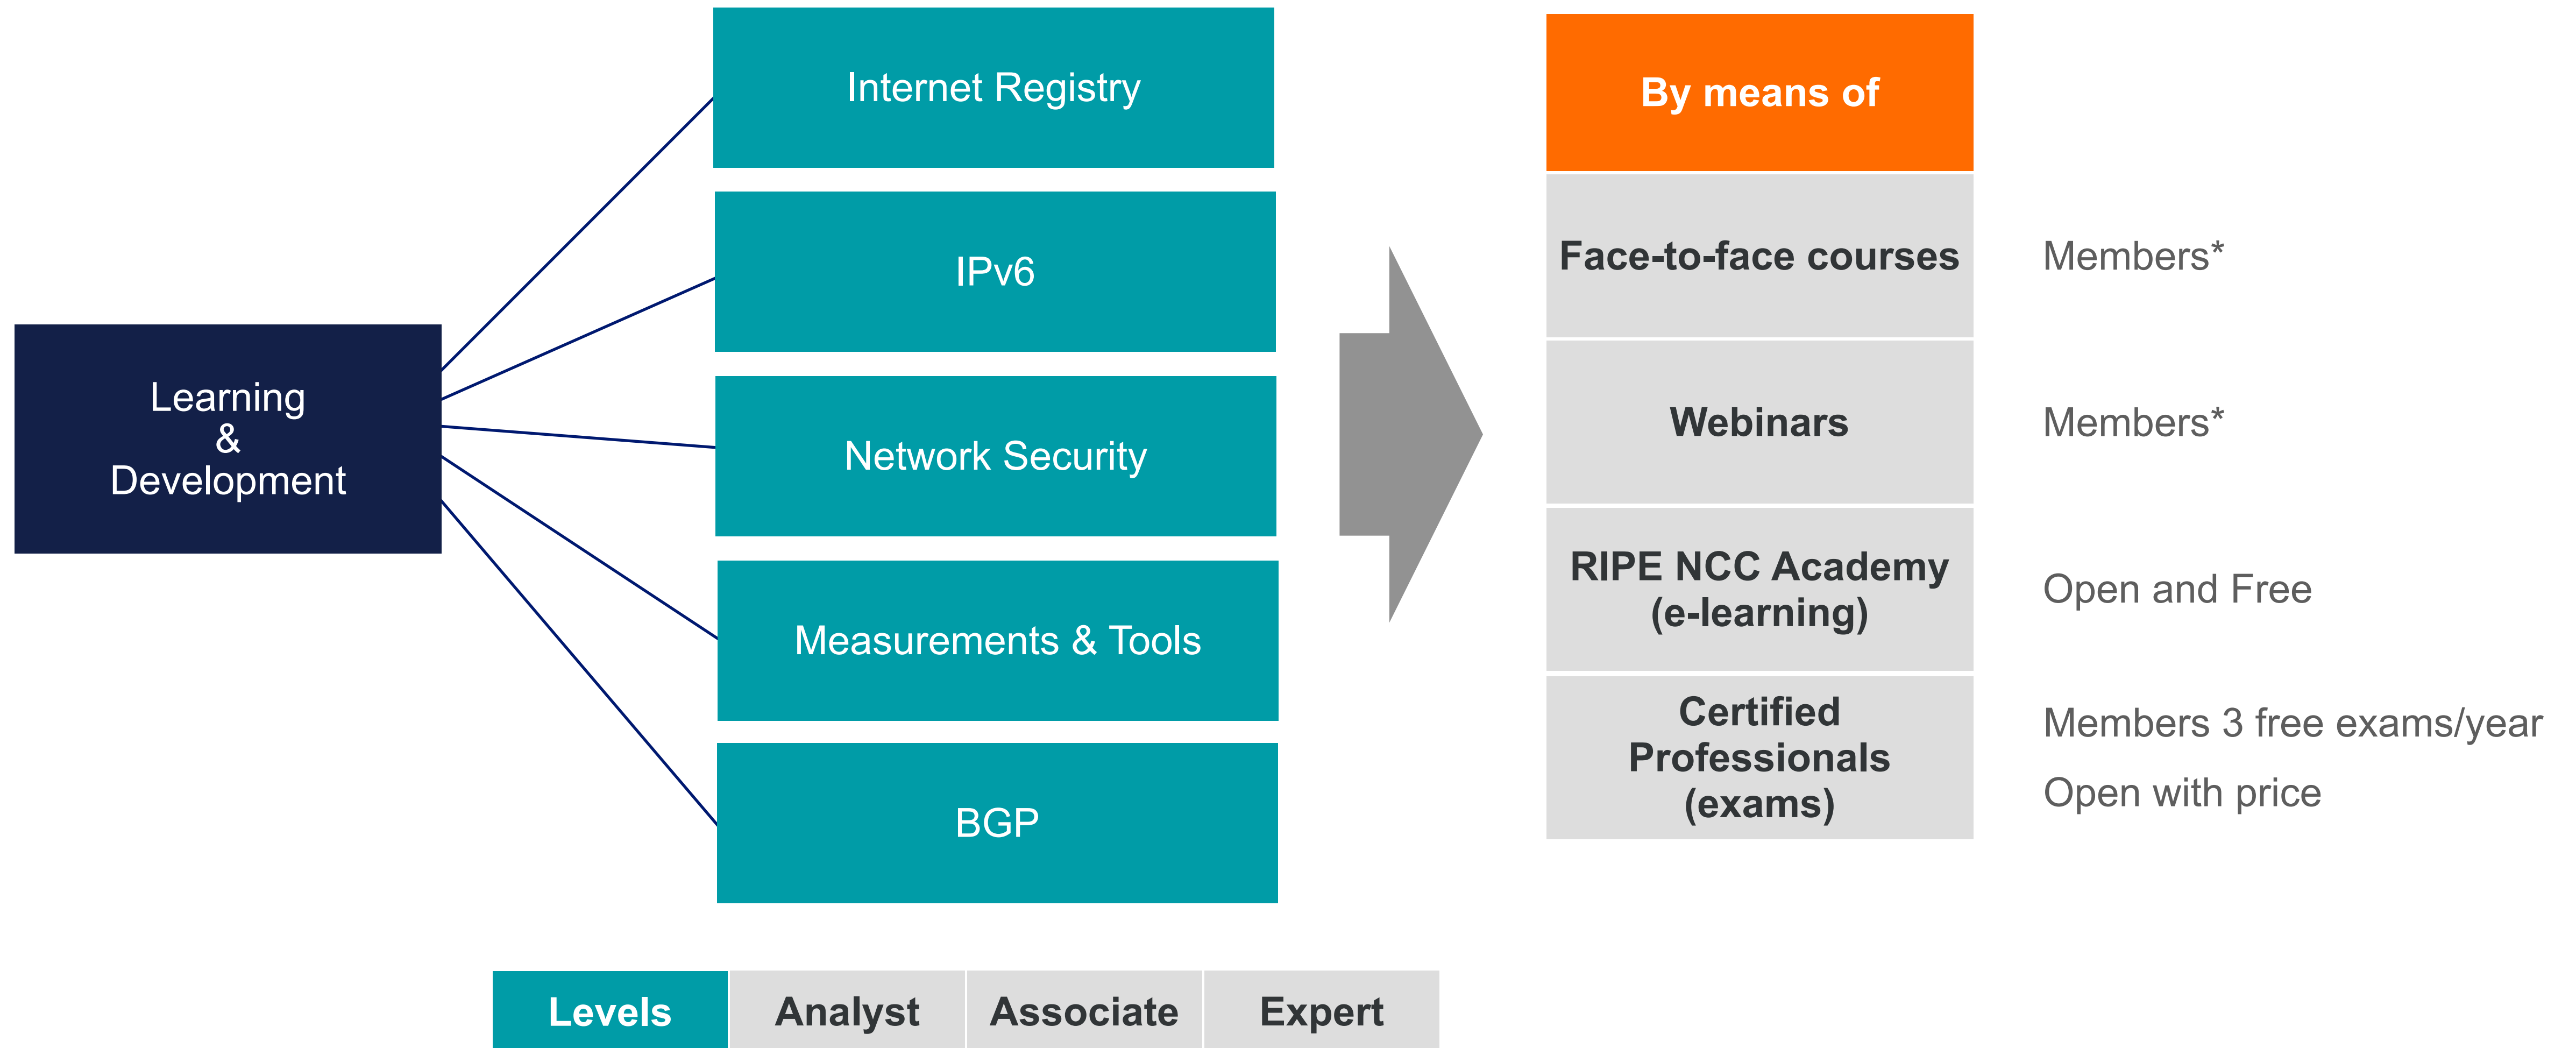 Learning
&
Development
Internet Registry
IPv6
Network Security
Measurements & Tools
BGP
By means of
Face-to-face courses
Members*
Webinars
Members*
RIPE NCC Academy
(e-learning)
Open and Free
Certified
Professionals
(exams)
Members 3 free exams/year
Open with price
Levels
Analyst
Associate
Expert